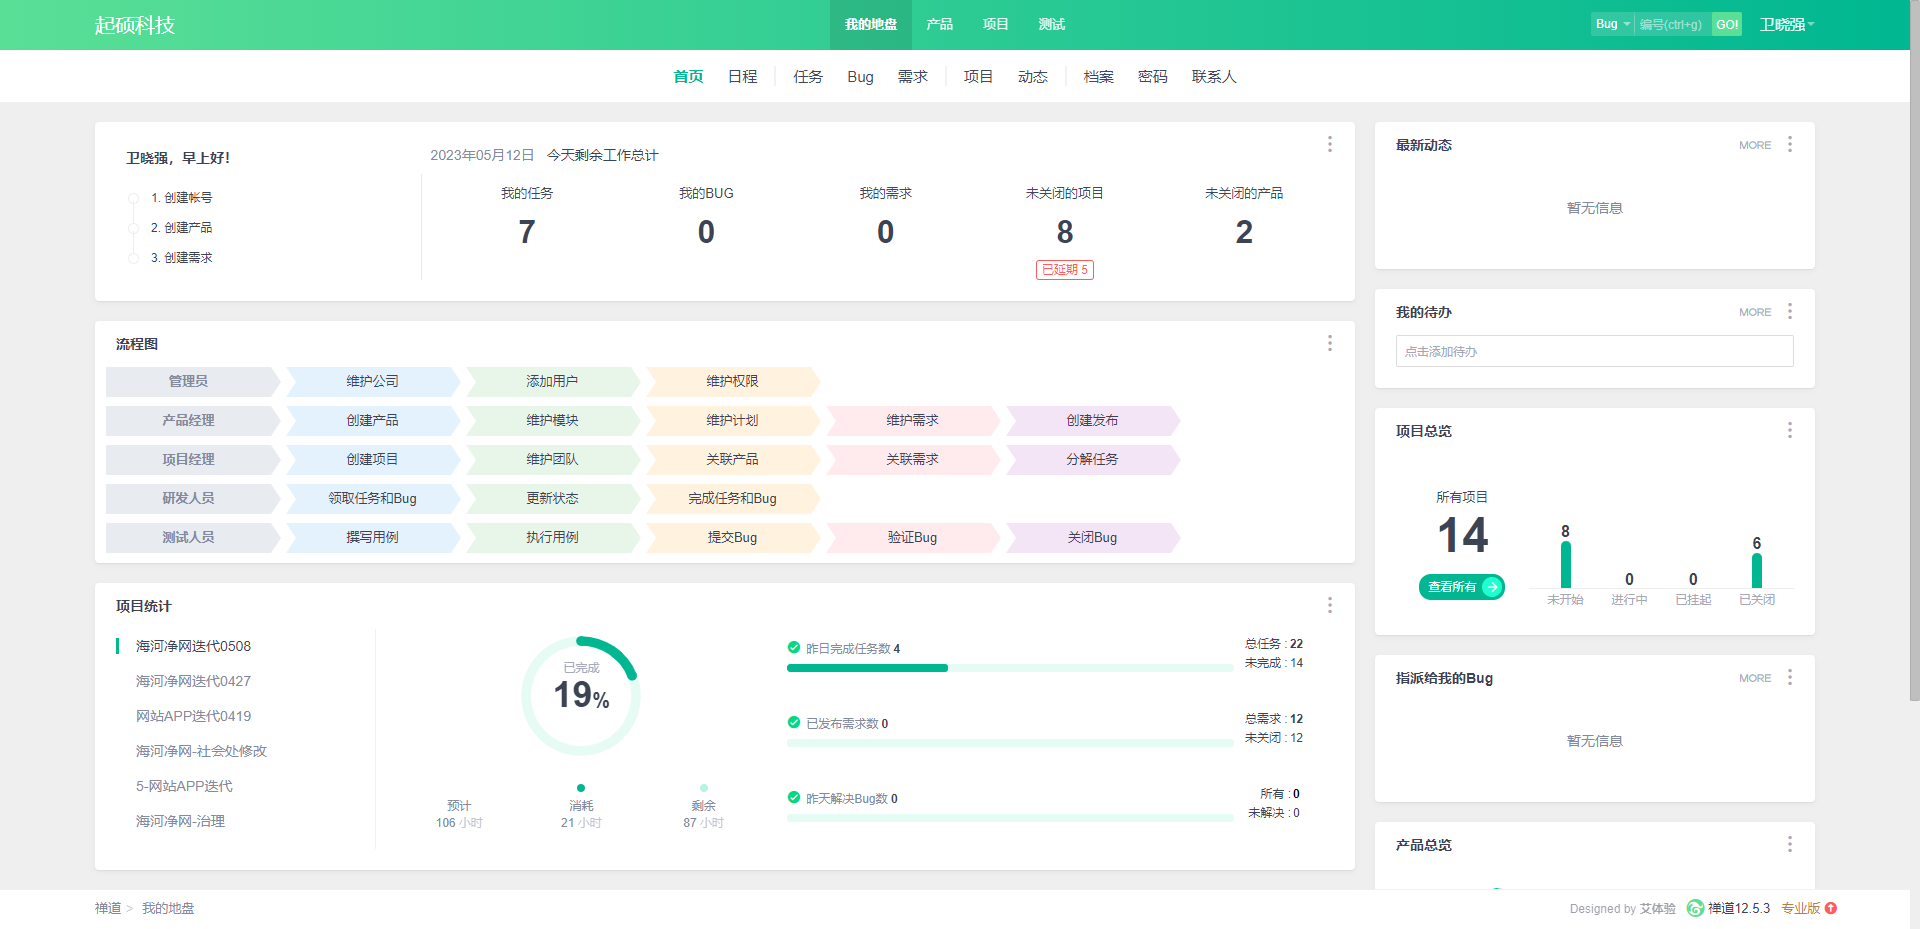 起硕科技
我的地盘 产品 项目 测试
Bug 编号(ctrl+g) GO! 卫晓强
首页 日程 任务 Bug 需求 项目 动态 档案 密码 联系人
卫晓强，早上好！
1. 创建帐号
2. 创建产品
3. 创建需求
2023年05月12日 今天剩余工作总计
我的任务 我的BUG 我的需求 未关闭的项目 未关闭的产品
7 0 0 8 2
已延期 5
流程图
管理员 维护公司 添加用户 维护权限
产品经理 创建产品 维护模块 维护计划 维护需求 创建发布
项目经理 创建项目 维护团队 关联产品 关联需求 分解任务
研发人员 领取任务和Bug 更新状态 完成任务和Bug
测试人员 撰写用例 执行用例 提交Bug 验证Bug 关闭Bug
项目统计
海河净网迭代0508
海河净网迭代0427
网站APP迭代0419
海河净网-社会处修改
5-网站APP迭代
海河净网-治理
已完成
19%
预计 消耗 剩余
106 小时 21 小时 87 小时
昨日完成任务数 4
总任务 : 22
未完成 : 14
已发布需求数 0
总需求 : 12
未关闭 : 12
昨天解决Bug数 0
所有 : 0
未解决 : 0
最新动态 MORE
暂无信息
我的待办 MORE
点击添加待办
项目总览
所有项目
14
查看所有
8 0 0 6
未开始 进行中 已挂起 已关闭
指派给我的Bug MORE
暂无信息
产品总览
禅道 > 我的地盘
Designed by 艾体验 禅道12.5.3 专业版